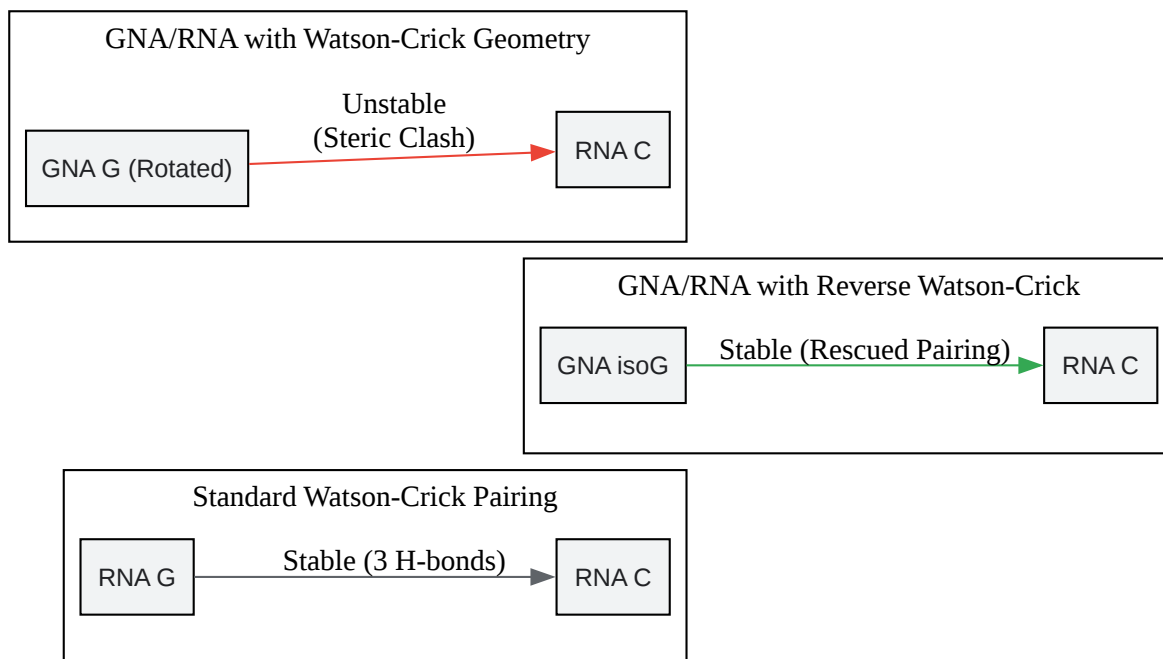 GNA/RNA with Watson-Crick Geometry
Unstable
(Steric Clash)
GNA G (Rotated)
RNA C
GNA/RNA with Reverse Watson-Crick
GNA isoG
Stable (Rescued Pairing)
RNA C
Standard Watson-Crick Pairing
RNA G
Stable (3 H-bonds)
RNA C